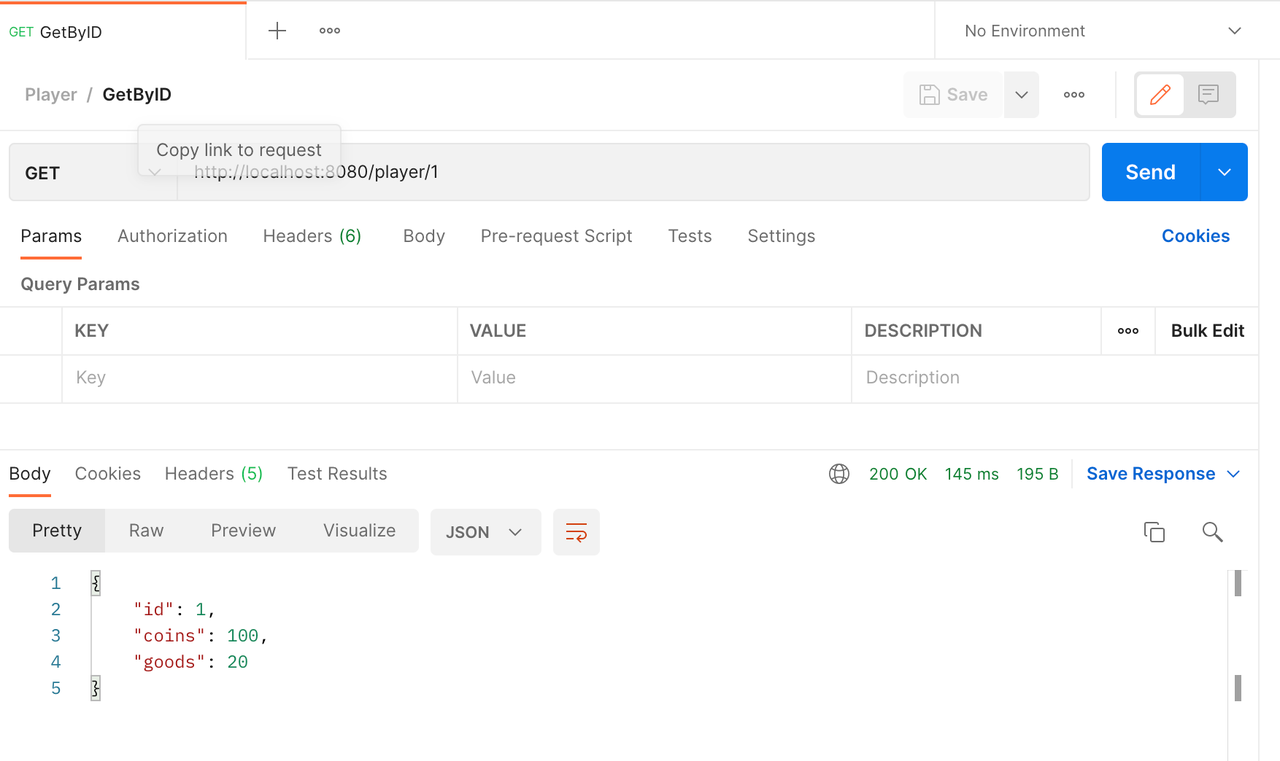 GET GetByID
No Environment
Player / GetByID
Save
Copy link to request
GET
http://localhost:8080/player/1
Send
Params Authorization Headers (6) Body Pre-request Script Tests Settings Cookies
Query Params
KEY VALUE DESCRIPTION Bulk Edit
Key Value Description
Body Cookies Headers (5) Test Results 200 OK 145 ms 195 B Save Response
Pretty Raw Preview Visualize JSON
1 {
2 "id": 1,
3 "coins": 100,
4 "goods": 20
5 }